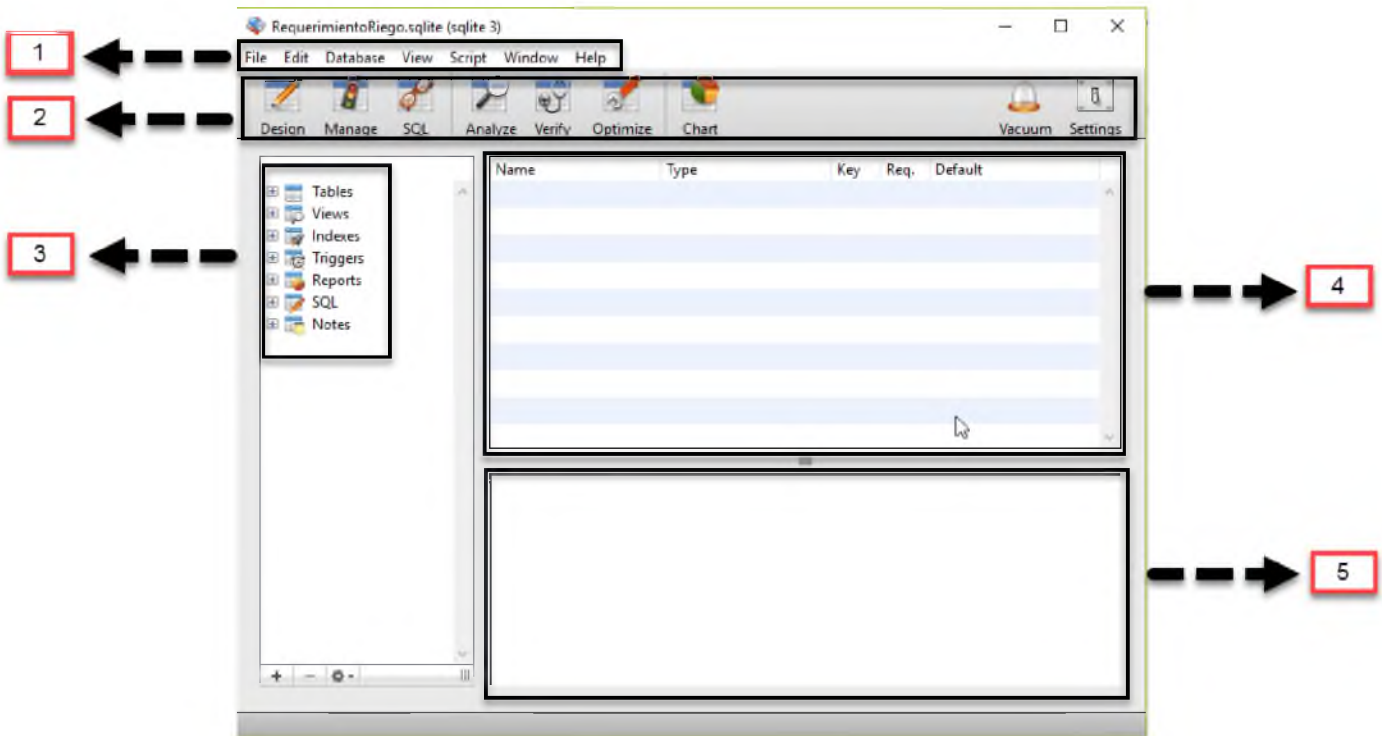 RequerimientoRiego.sqlite (sqlite 3)
1
File Edit Database View Script Window Help
2
Design Manage SQL Analyze Verify Optimize Chart Vacuum Settings
Name Type Key Req. Default
Tables
Views
Indexes
3
Triggers
Reports
4
SQL
Notes
5